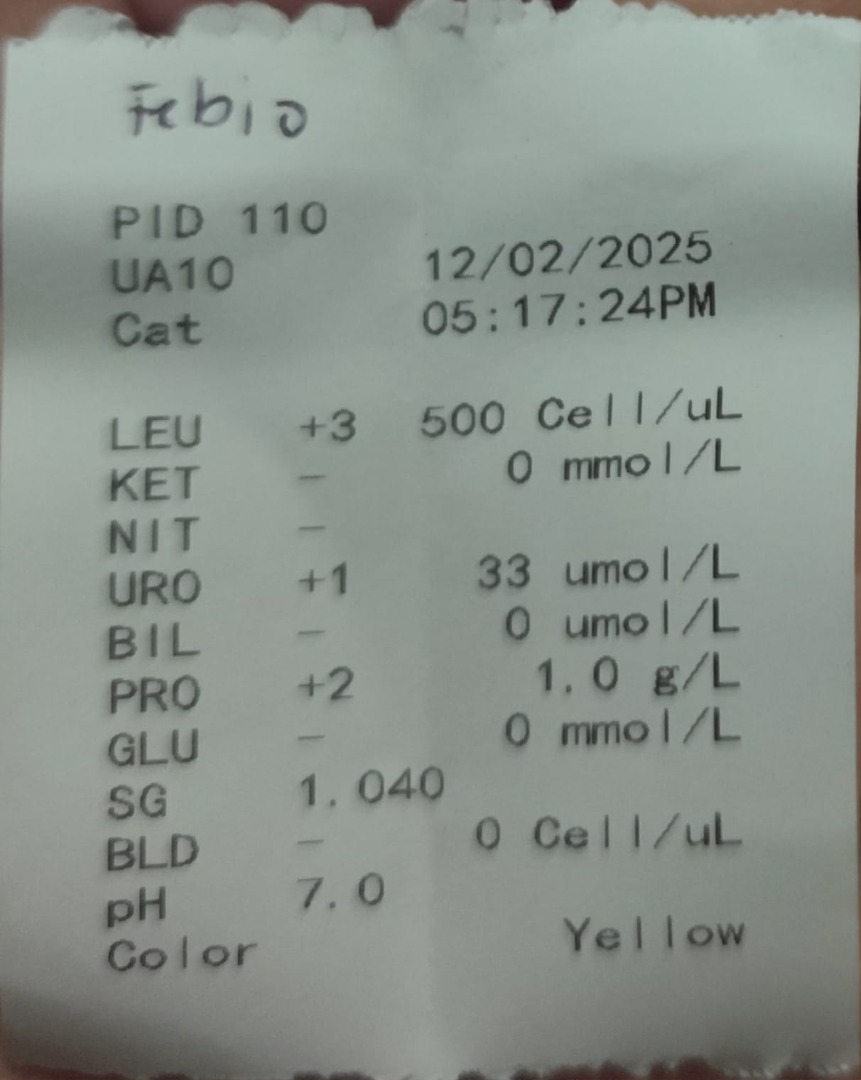 Febio
PID 110
UA10 12/02/2025
Cat 05:17:24PM
LEU +3 500 Cell/uL
KET - 0 mmol/L
NIT -
URO +1 33 umol/L
BIL - 0 umol/L
PRO +2 1.0 g/L
GLU - 0 mmol/L
SG 1.040
BLD - 0 Cell/uL
pH 7.0
Color Yellow